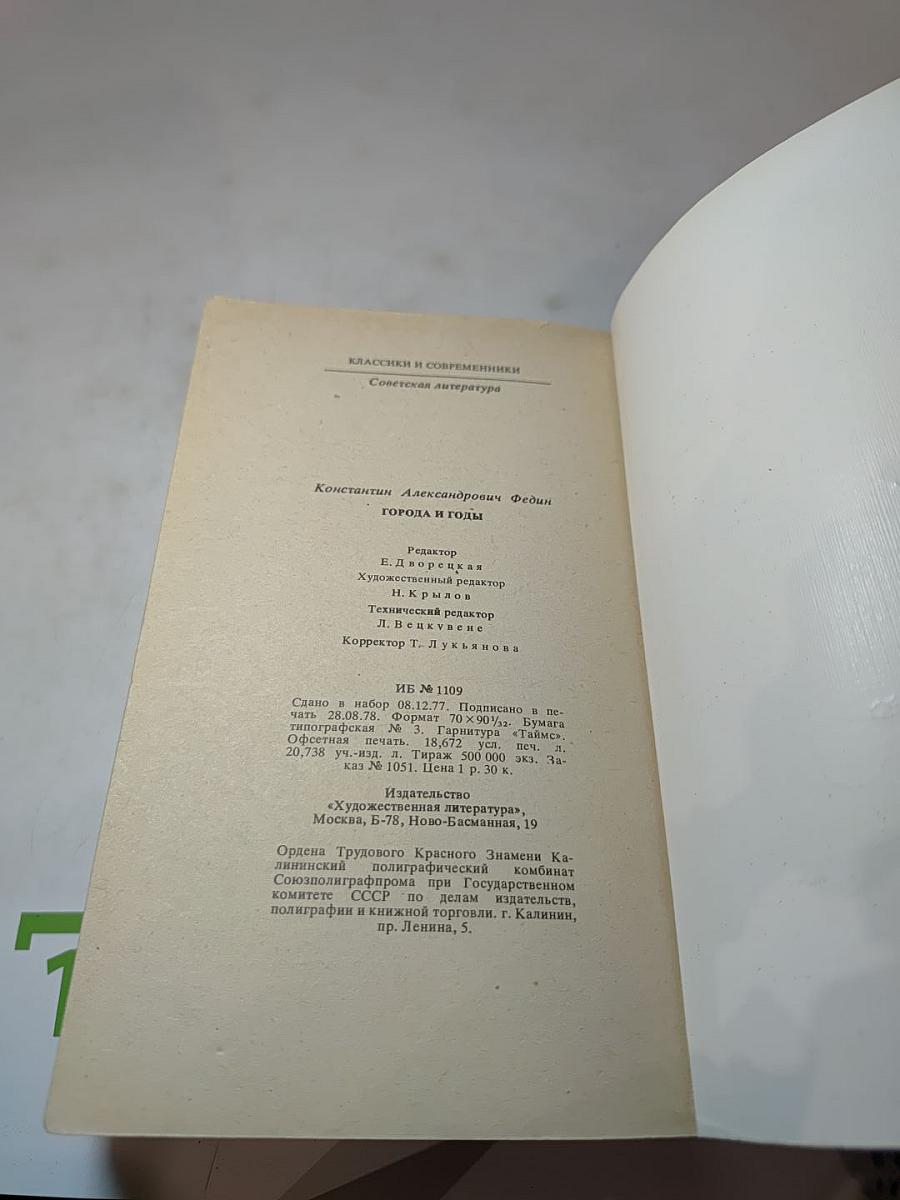 КЛАССИКИ И СОВРЕМЕННИКИ
Советская литература
Константин Александрович Федин
ГОРОДА И ГОДЫ
Редактор
Е. Дворецкая
Художественный редактор
Н. Крылов
Технический редактор
Л. Вецкувене
Корректор Т. Лукьянова
ИБ № 1109
Сдано в набор 08.12.77. Подписано в пе-
чать 28.08.78. Формат 70×90¹/₃₂. Бумага
типографская № 3. Гарнитура «Таймс».
Офсетная печать. 18,672 усл. печ. л.
20,738 уч.-изд. л. Тираж 500 000 экз. За-
каз № 1051. Цена 1 р. 30 к.
Издательство
«Художественная литература»,
Москва, Б-78, Ново-Басманная, 19
Ордена Трудового Красного Знамени Ка-
лининский полиграфический комбинат
Союзполиграфпрома при Государственном
комитете СССР по делам издательств,
полиграфии и книжной торговли. г. Калинин,
пр. Ленина, 5.